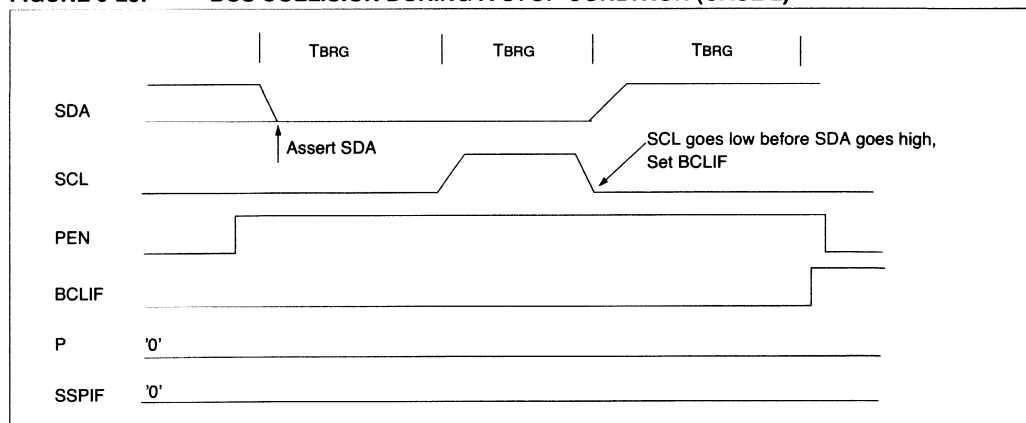 BUS COLLISION DURING A STOP CONDITION (CASE 2)
TBRG TBRG TBRG
SDA
Assert SDA
SCL goes low before SDA goes high,
Set BCLIF
SCL
PEN
BCLIF
P '0'
SSPIF '0'